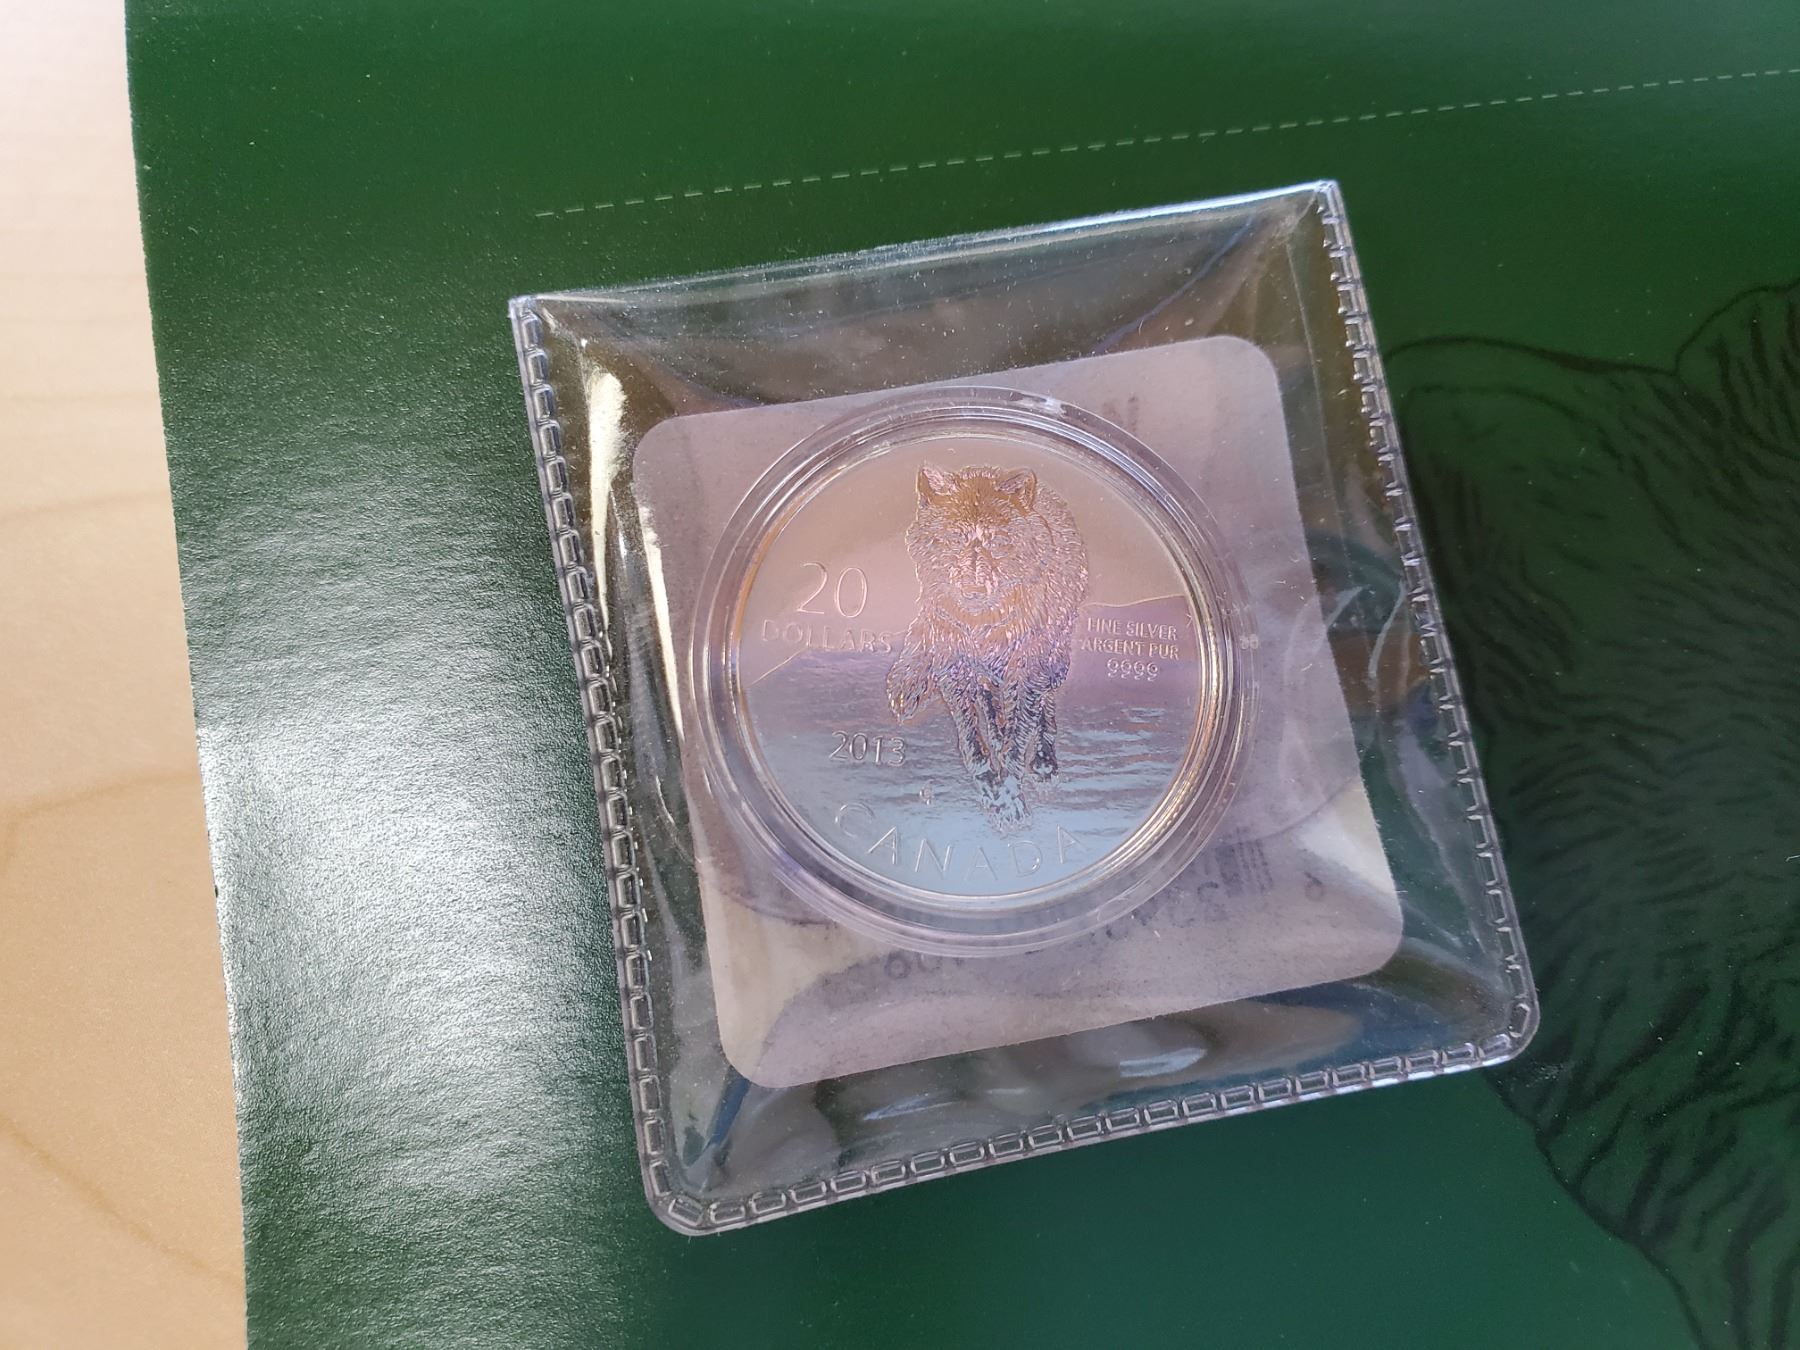 20
DOLLARS
FINE SILVER
ARGENT PUR
9999
2013
CANADA